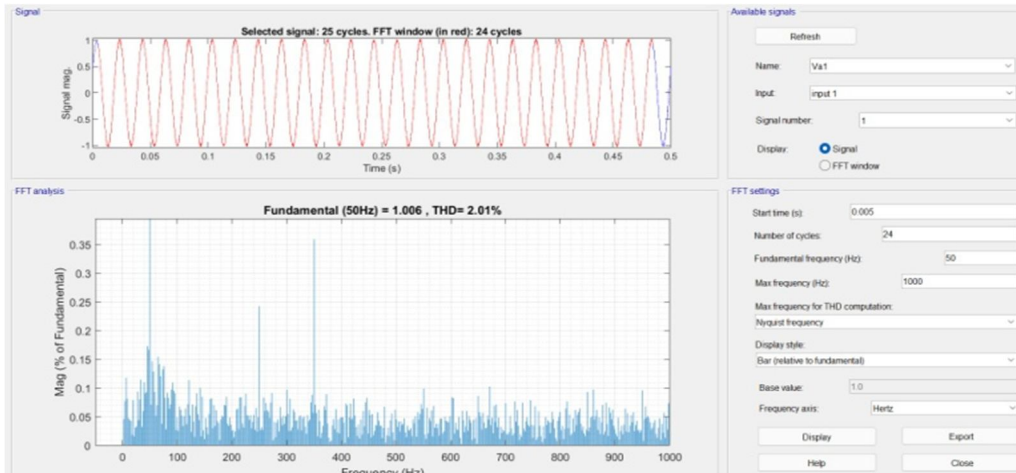 Signal
Selected signal: 25 cycles. FFT window (in red): 24 cycles
1
0.5
0
-0.5
-1
Signal mag.
0
0.05
0.1
0.15
0.2
0.25
0.3
0.35
0.4
0.45
0.5
Time (s)
FFT analysis
Fundamental (50Hz) = 1.006 , THD= 2.01%
0.35
0.3
0.25
0.2
0.15
0.1
0.05
0
Mag (% of Fundamental)
0
100
200
300
400
500
600
700
800
900
1000
Frequency (Hz)
Available signals
Refresh
Name:
Va1
Input:
input 1
Signal number:
1
Display:
Signal
FFT window
FFT settings
Start time (s):
0.005
Number of cycles:
24
Fundamental frequency (Hz):
50
Max frequency (Hz):
1000
Max frequency for THD computation:
Nyquist frequency
Display style:
Bar (relative to fundamental)
Base value:
1.0
Frequency axis:
Hertz
Display
Export
Help
Close